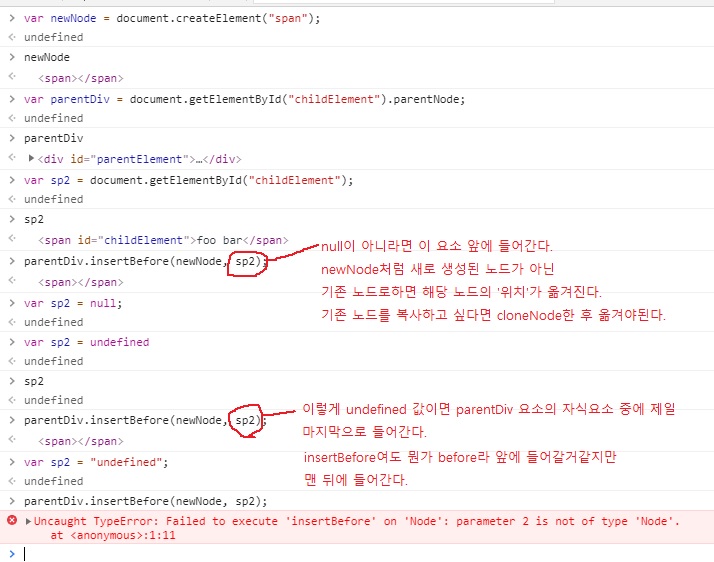 var newNode = document.createElement("span");
undefined
newNode
<span></span>
var parentDiv = document.getElementById("childElement").parentNode;
undefined
parentDiv
<div id="parentElement">…</div>
var sp2 = document.getElementById("childElement");
undefined
sp2
<span id="childElement">foo bar</span>
null이 아니라면 이 요소 앞에 들어간다.
parentDiv.insertBefore(newNode, sp2);
newNode처럼 새로 생성된 노드가 아닌
<span></span>
기존 노드로하면 해당 노드의 '위치'가 옮겨진다.
var sp2 = null;
기존 노드를 복사하고 싶다면 cloneNode한 후 옮겨야된다.
undefined
var sp2 = undefined
undefined
sp2
undefined
이렇게 undefined 값이면 parentDiv 요소의 자식요소 중에 제일
parentDiv.insertBefore(newNode, sp2);
마지막으로 들어간다.
<span></span>
insertBefore여도 뭔가 before라 앞에 들어갈거같지만
var sp2 = "undefined";
맨 뒤에 들어간다.
undefined
parentDiv.insertBefore(newNode, sp2);
Uncaught TypeError: Failed to execute 'insertBefore' on 'Node': parameter 2 is not of type 'Node'.
at <anonymous>:1:11